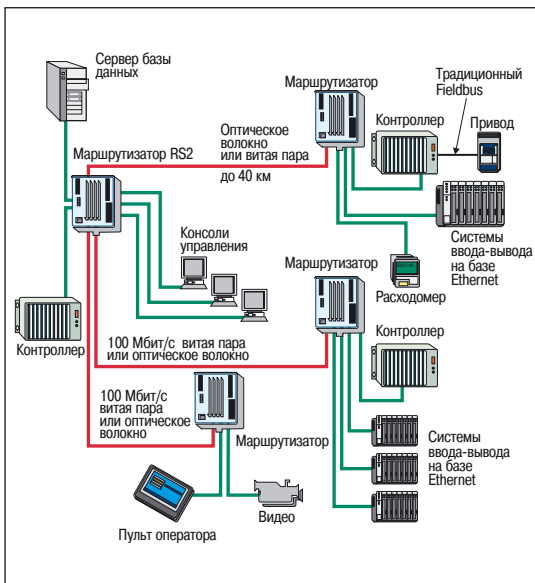 Сервер базы
данных
Маршрутизатор
Традиционный
Fieldbus
Контроллер
Привод
Оптическое
волокно
или витая пара
до 40 км
Маршрутизатор RS2
Консоли
управления
Системы
ввода-вывода
на базе
Ethernet
Расходомер
Маршрутизатор
Контроллер
Контроллер
100 Мбит/с витая пара
или оптическое волокно
100 Мбит/с
витая пара
или оптическое
волокно
Маршрутизатор
Системы
ввода-вывода
на базе
Ethernet
Пульт оператора
Видео